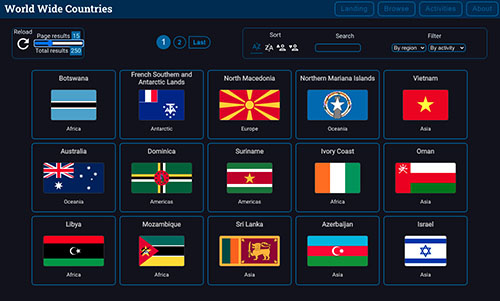 World Wide Countries
Landing
Browse
Activities
About
Reload
Page results 15
Total results 250
1
2
Last
Sort
Search
Filter
By region
By activity
Botswana
Africa
French Southern and
Antarctic Lands
Antarctic
North Macedonia
Europe
Northern Mariana Islands
Oceania
Vietnam
Asia
Australia
Oceania
Dominica
Americas
Suriname
Americas
Ivory Coast
Africa
Oman
Asia
Libya
Africa
Mozambique
Africa
Sri Lanka
Asia
Azerbaijan
Asia
Israel
Asia